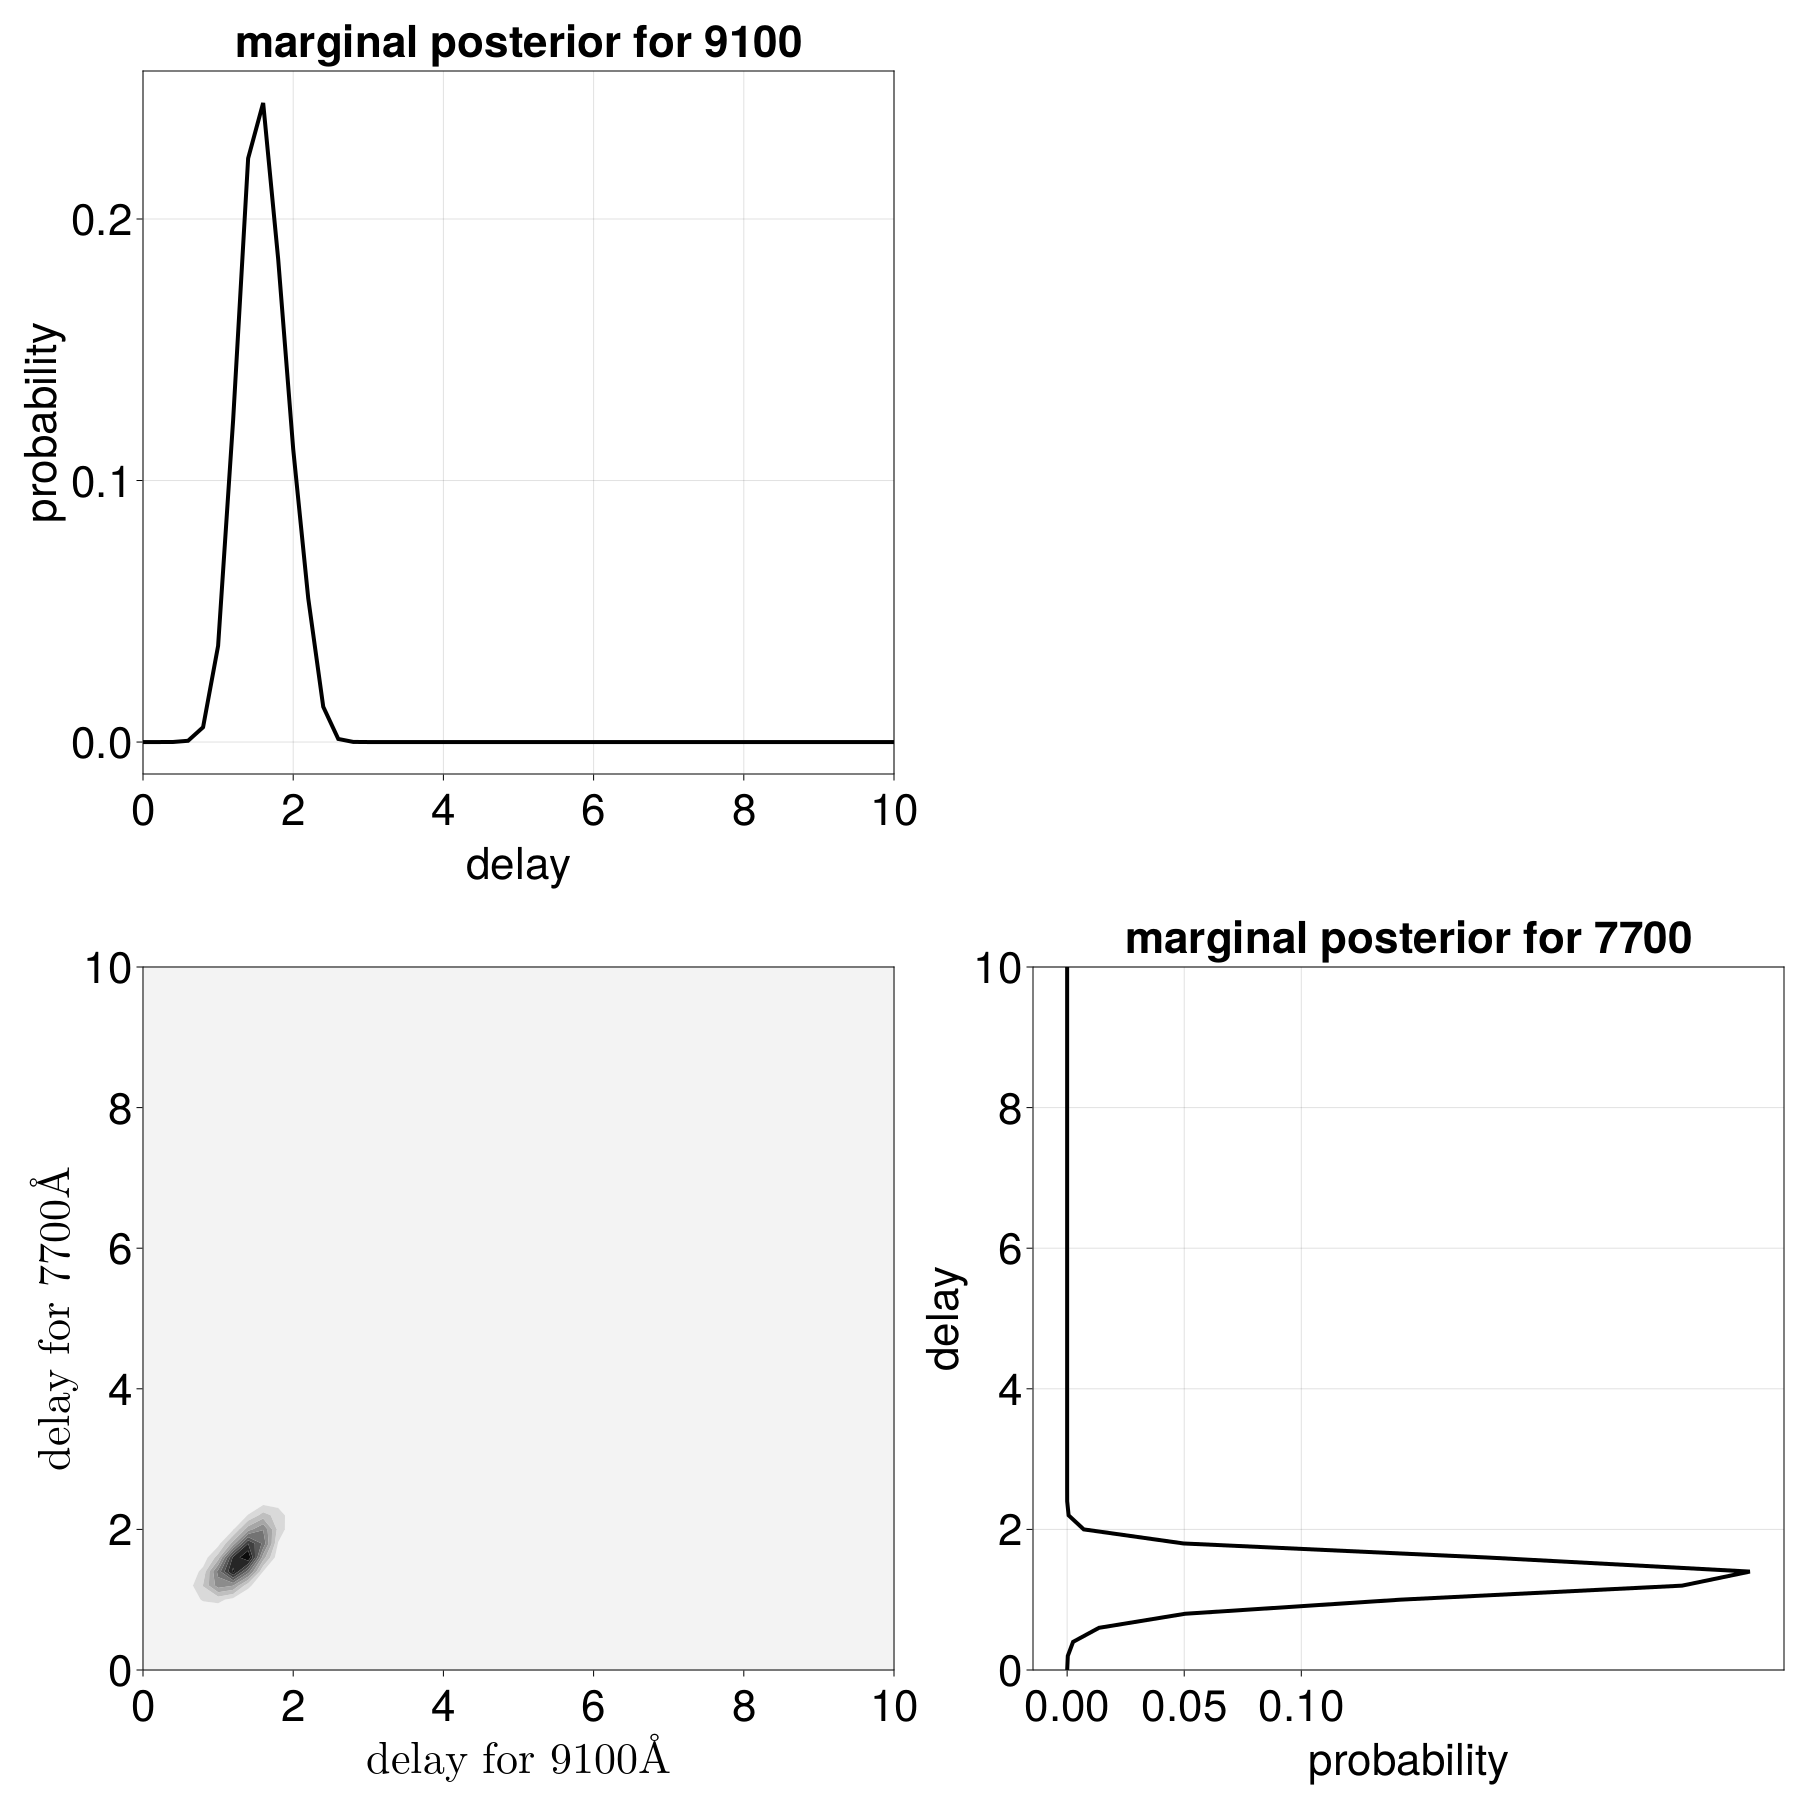 marginal posterior for 9100
probability
0.2
0.1
0.0
0 2 4 6 8 10
delay
marginal posterior for 7700
delay for 7700Å
10
8
6
4
2
0
0 2 4 6 8 10
delay for 9100Å
delay
10
8
6
4
2
0
0.00 0.05 0.10
probability